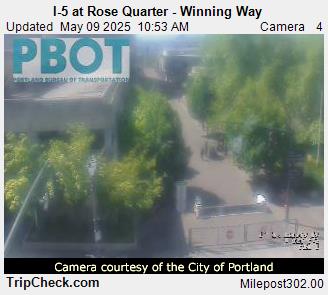 I-5 at Rose Quarter - Winning Way
Updated May 09 2025 10:53 AM Camera 4
PBOT
PORTLAND BUREAU OF TRANSPORTATION
Camera courtesy of the City of Portland
TripCheck.com Milepost302.00